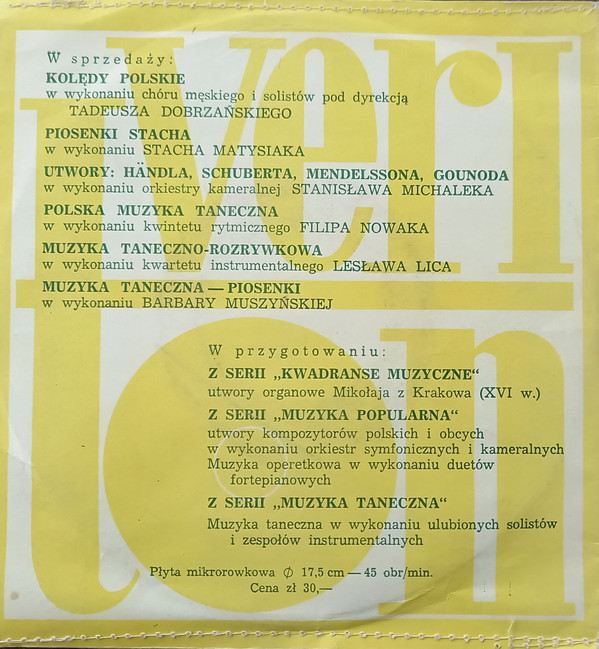 veri
ton
W sprzedaży:
KOLĘDY POLSKIE
w wykonaniu chóru męskiego i solistów pod dyrekcją
TADEUSZA DOBRZAŃSKIEGO
PIOSENKI STACHA
w wykonaniu STACHA MATYSIAKA
UTWORY: HÄNDLA, SCHUBERTA, MENDELSSONA, GOUNODA
w wykonaniu orkiestry kameralnej STANISŁAWA MICHALEKA
POLSKA MUZYKA TANECZNA
w wykonaniu kwintetu rytmicznego FILIPA NOWAKA
MUZYKA TANECZNO-ROZRYWKOWA
w wykonaniu kwartetu instrumentalnego LESŁAWA LICA
MUZYKA TANECZNA — PIOSENKI
w wykonaniu BARBARY MUSZYŃSKIEJ
W przygotowaniu:
Z SERII „KWADRANSE MUZYCZNE“
utwory organowe Mikołaja z Krakowa (XVI w.)
Z SERII „MUZYKA POPULARNA“
utwory kompozytorów polskich i obcych
w wykonaniu orkiestr symfonicznych i kameralnych
Muzyka operetkowa w wykonaniu duetów
fortepianowych
Z SERII „MUZYKA TANECZNA“
Muzyka taneczna w wykonaniu ulubionych solistów
i zespołów instrumentalnych
Płyta mikrorowkowa ∅ 17,5 cm — 45 obr/min.
Cena zł 30,—